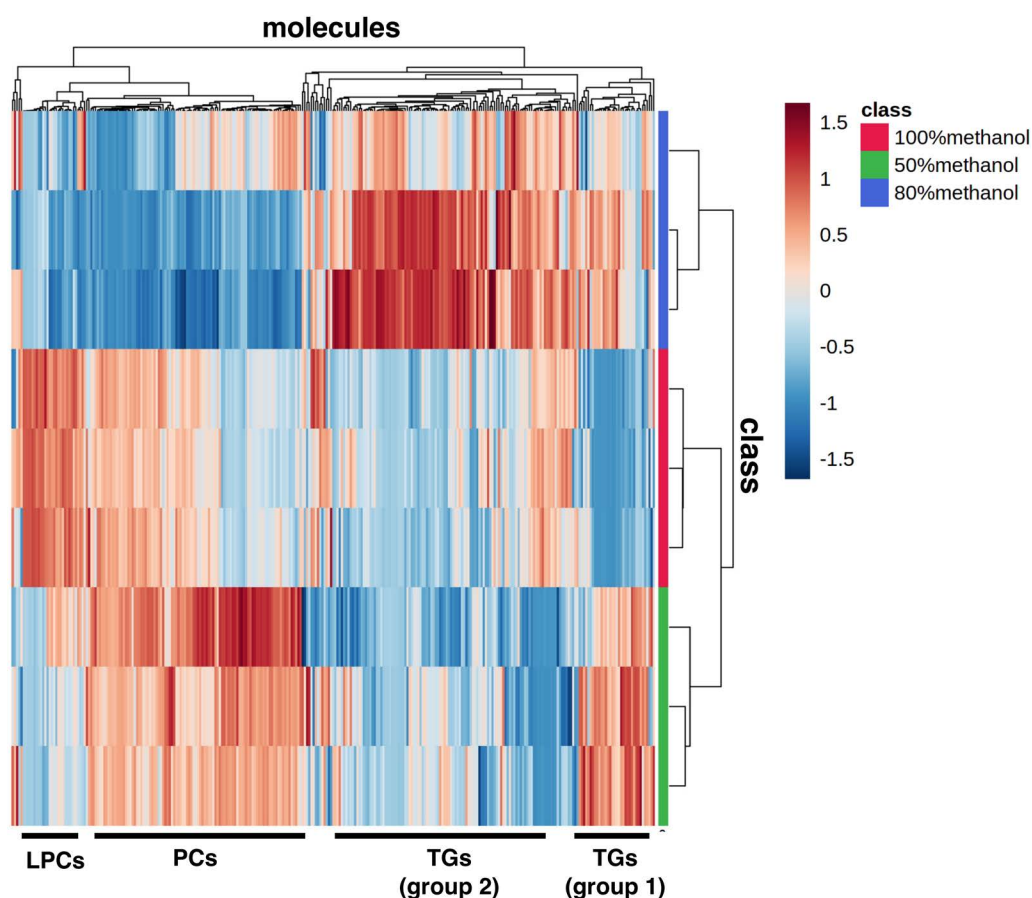 molecules
class
100%methanol
50%methanol
80%methanol
1.5
1
0.5
0
-0.5
-1
-1.5
class
LPCs
PCs
TGs
(group 2)
TGs
(group 1)